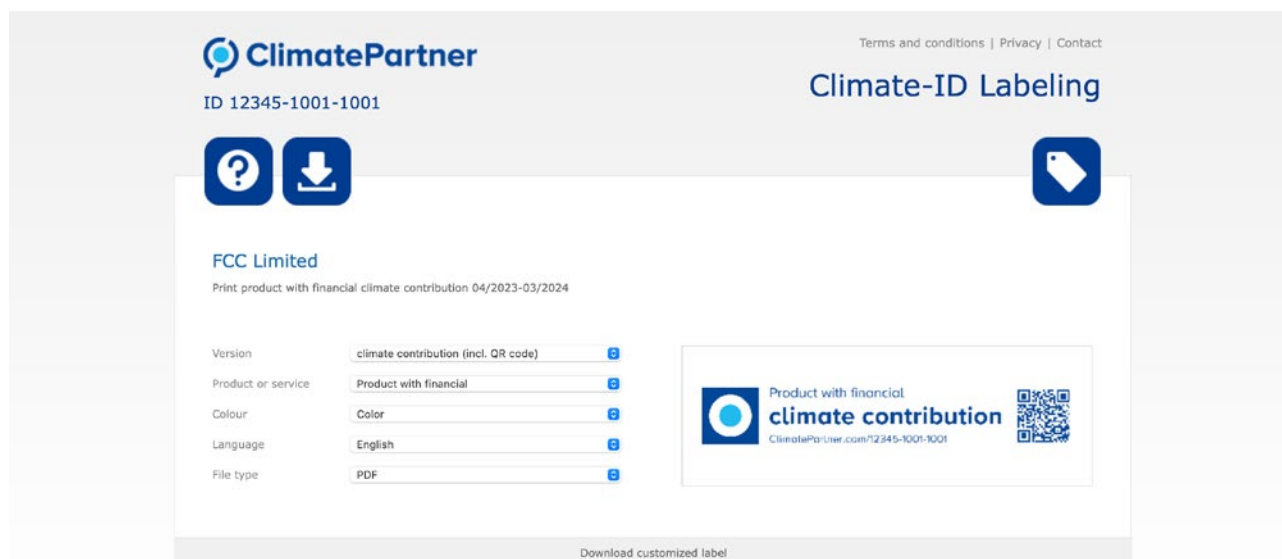 ClimatePartner
Terms and conditions | Privacy | Contact
ID 12345-1001-1001
Climate-ID Labeling
FCC Limited
Print product with financial climate contribution 04/2023-03/2024
Version climate contribution (incl. QR code)
Product or service Product with financial
Colour Color
Language English
File type PDF
Product with financial
climate contribution
ClimatePartner.com/12345-1001-1001
Download customized label